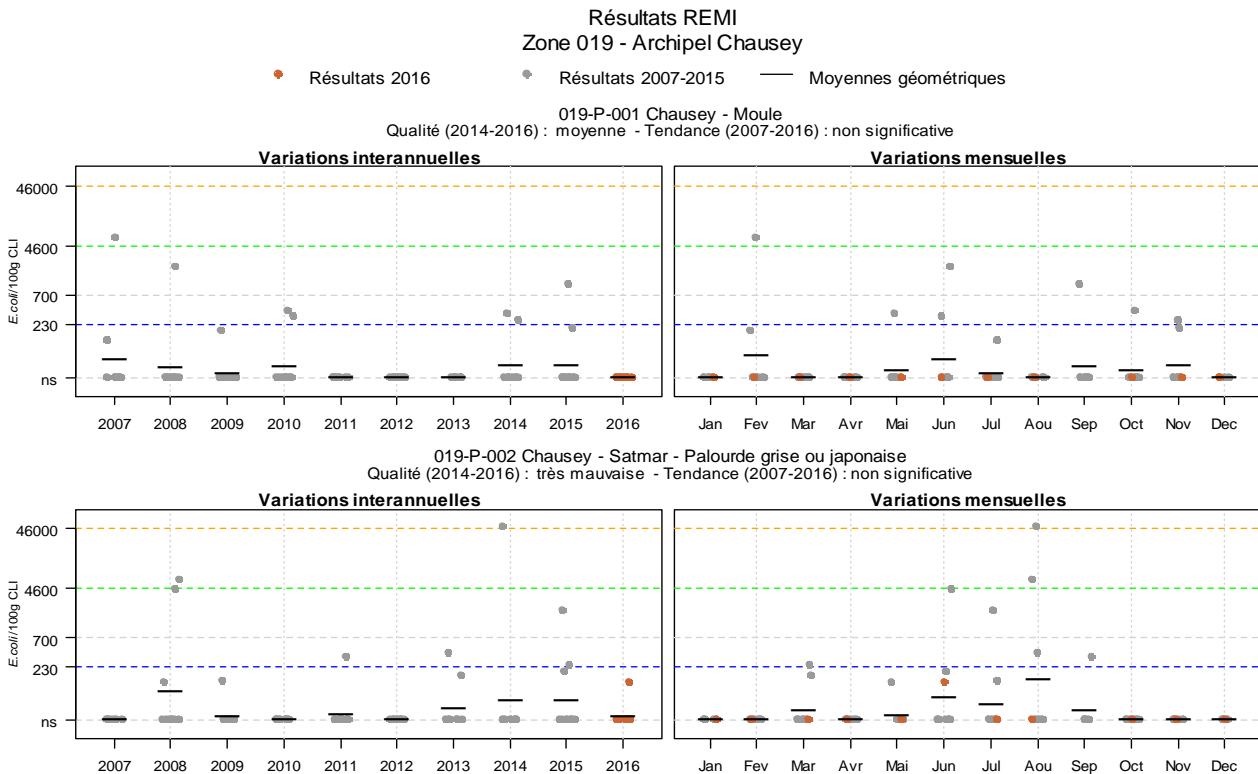 Résultats REMI
Zone 019 - Archipel Chausey
Résultats 2016 Résultats 2007-2015 Moyennes géométriques
019-P-001 Chausey - Moule
Qualité (2014-2016) : moyenne - Tendance (2007-2016) : non significative
Variations interannuelles Variations mensuelles
E.coli/100g CLI
46000
4600
700
230
ns
2007 2008 2009 2010 2011 2012 2013 2014 2015 2016 Jan Fev Mar Avr Mai Jun Jul Aou Sep Oct Nov Dec
019-P-002 Chausey - Satmar - Palourde grise ou japonaise
Qualité (2014-2016) : très mauvaise - Tendance (2007-2016) : non significative
Variations interannuelles Variations mensuelles
E.coli/100g CLI
46000
4600
700
230
ns
2007 2008 2009 2010 2011 2012 2013 2014 2015 2016 Jan Fev Mar Avr Mai Jun Jul Aou Sep Oct Nov Dec